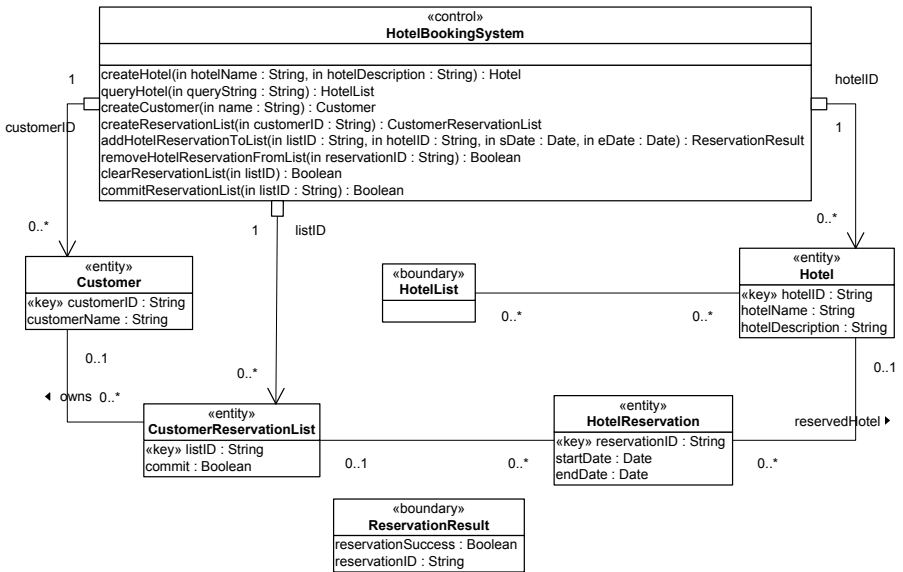 «control»
HotelBookingSystem
createHotel(in hotelName : String, in hotelDescription : String) : Hotel
queryHotel(in queryString : String) : HotelList
createCustomer(in name : String) : Customer
createReservationList(in customerID : String) : CustomerReservationList
addHotelReservationToList(in listID : String, in hotelID : String, in sDate : Date, in eDate : Date) : ReservationResult
removeHotelReservationFromList(in reservationID : String) : Boolean
clearReservationList(in listID) : Boolean
commitReservationList(in listID : String) : Boolean
1
customerID
0..*
hotelID
1
0..*
1
listID
0..*
«entity»
Customer
«key» customerID : String
customerName : String
«boundary»
HotelList
0..*
0..*
«entity»
Hotel
«key» hotelID : String
hotelName : String
hotelDescription : String
0..1
◄ owns 0..*
0..1
reservedHotel ►
0..*
«entity»
CustomerReservationList
«key» listID : String
commit : Boolean
0..1
0..*
«entity»
HotelReservation
«key» reservationID : String
startDate : Date
endDate : Date
«boundary»
ReservationResult
reservationSuccess : Boolean
reservationID : String